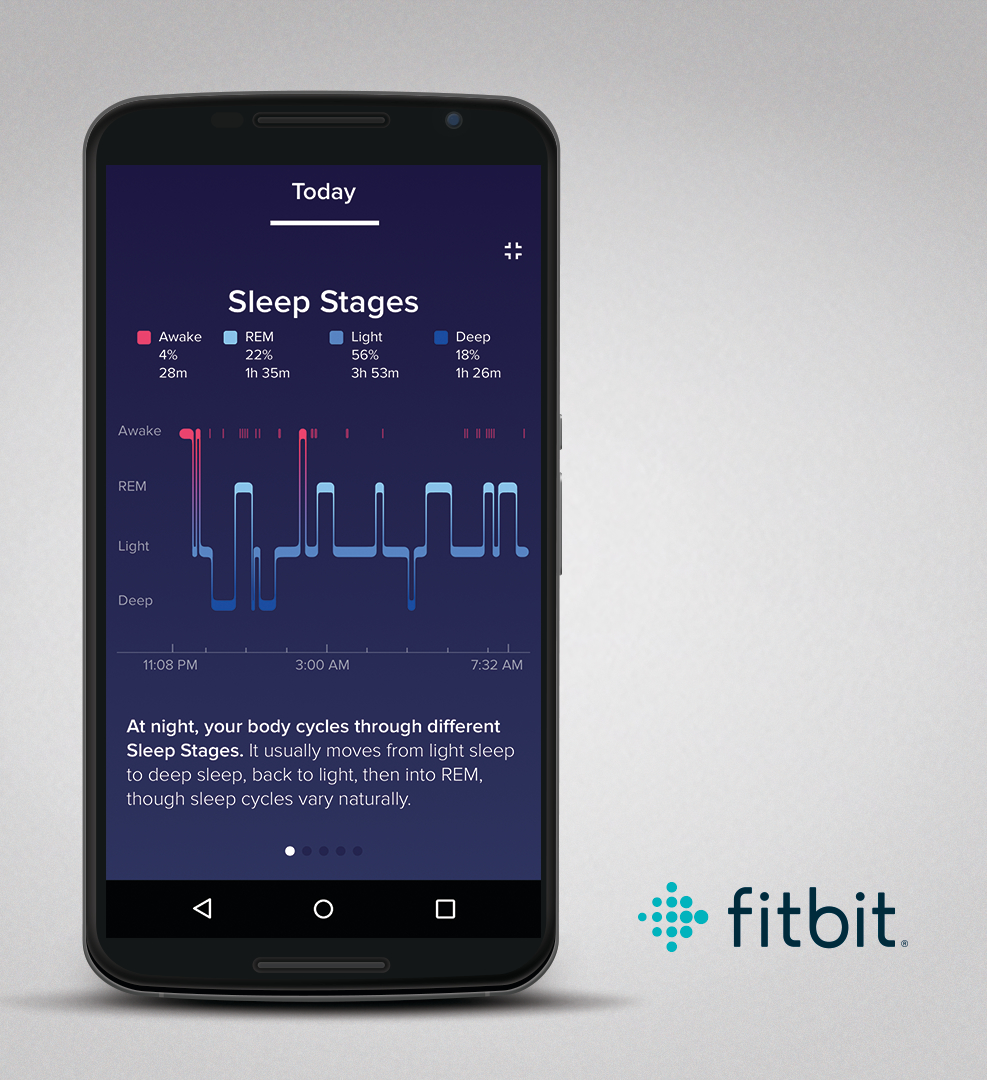 Today
Sleep Stages
Awake REM Light Deep
4% 22% 56% 18%
28m 1h 35m 3h 53m 1h 26m
Awake
REM
Light
Deep
11:08 PM 3:00 AM 7:32 AM
At night, your body cycles through different
Sleep Stages. It usually moves from light sleep
to deep sleep, back to light, then into REM,
though sleep cycles vary naturally.
fitbit®